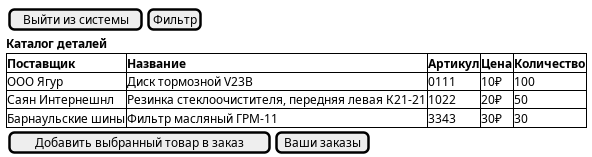 Выйти из системы Фильтр
Каталог деталей
Поставщик Название Артикул Цена Количество
ООО Ягур Диск тормозной V23B 0111 10₽ 100
Саян Интернешнл Резинка стеклоочистителя, передняя левая К21-21 1022 20₽ 50
Барнаульские шины Фильтр масляный ГРМ-11 3343 30₽ 30
Добавить выбранный товар в заказ Ваши заказы